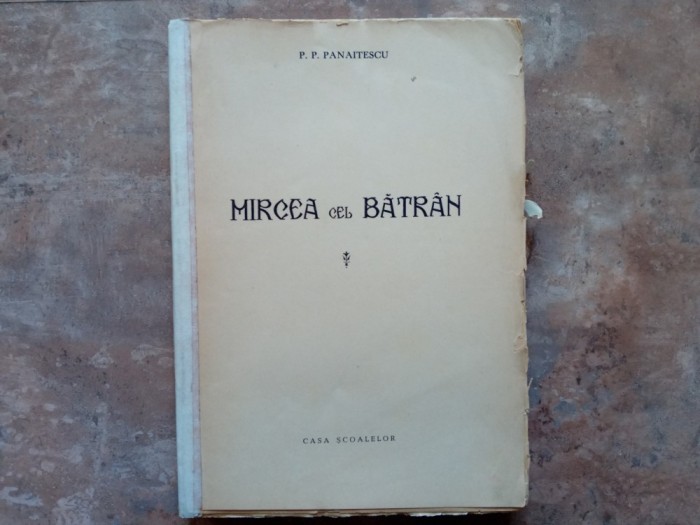 P. P. PANAITESCU
MIRCEA CEL BĂTRÂN
CASA ȘCOALELOR